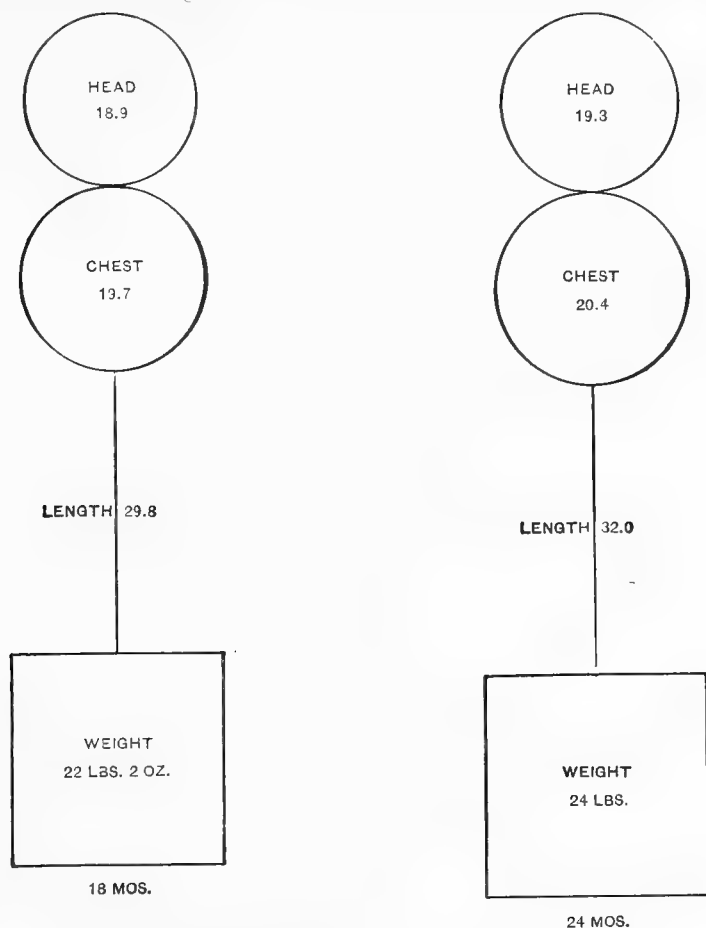 HEAD
18.9
CHEST
19.7
LENGTH 29.8
WEIGHT
22 LBS. 2 OZ.
18 MOS.
HEAD
19.3
CHEST
20.4
LENGTH 32.0
WEIGHT
24 LBS.
24 MOS.